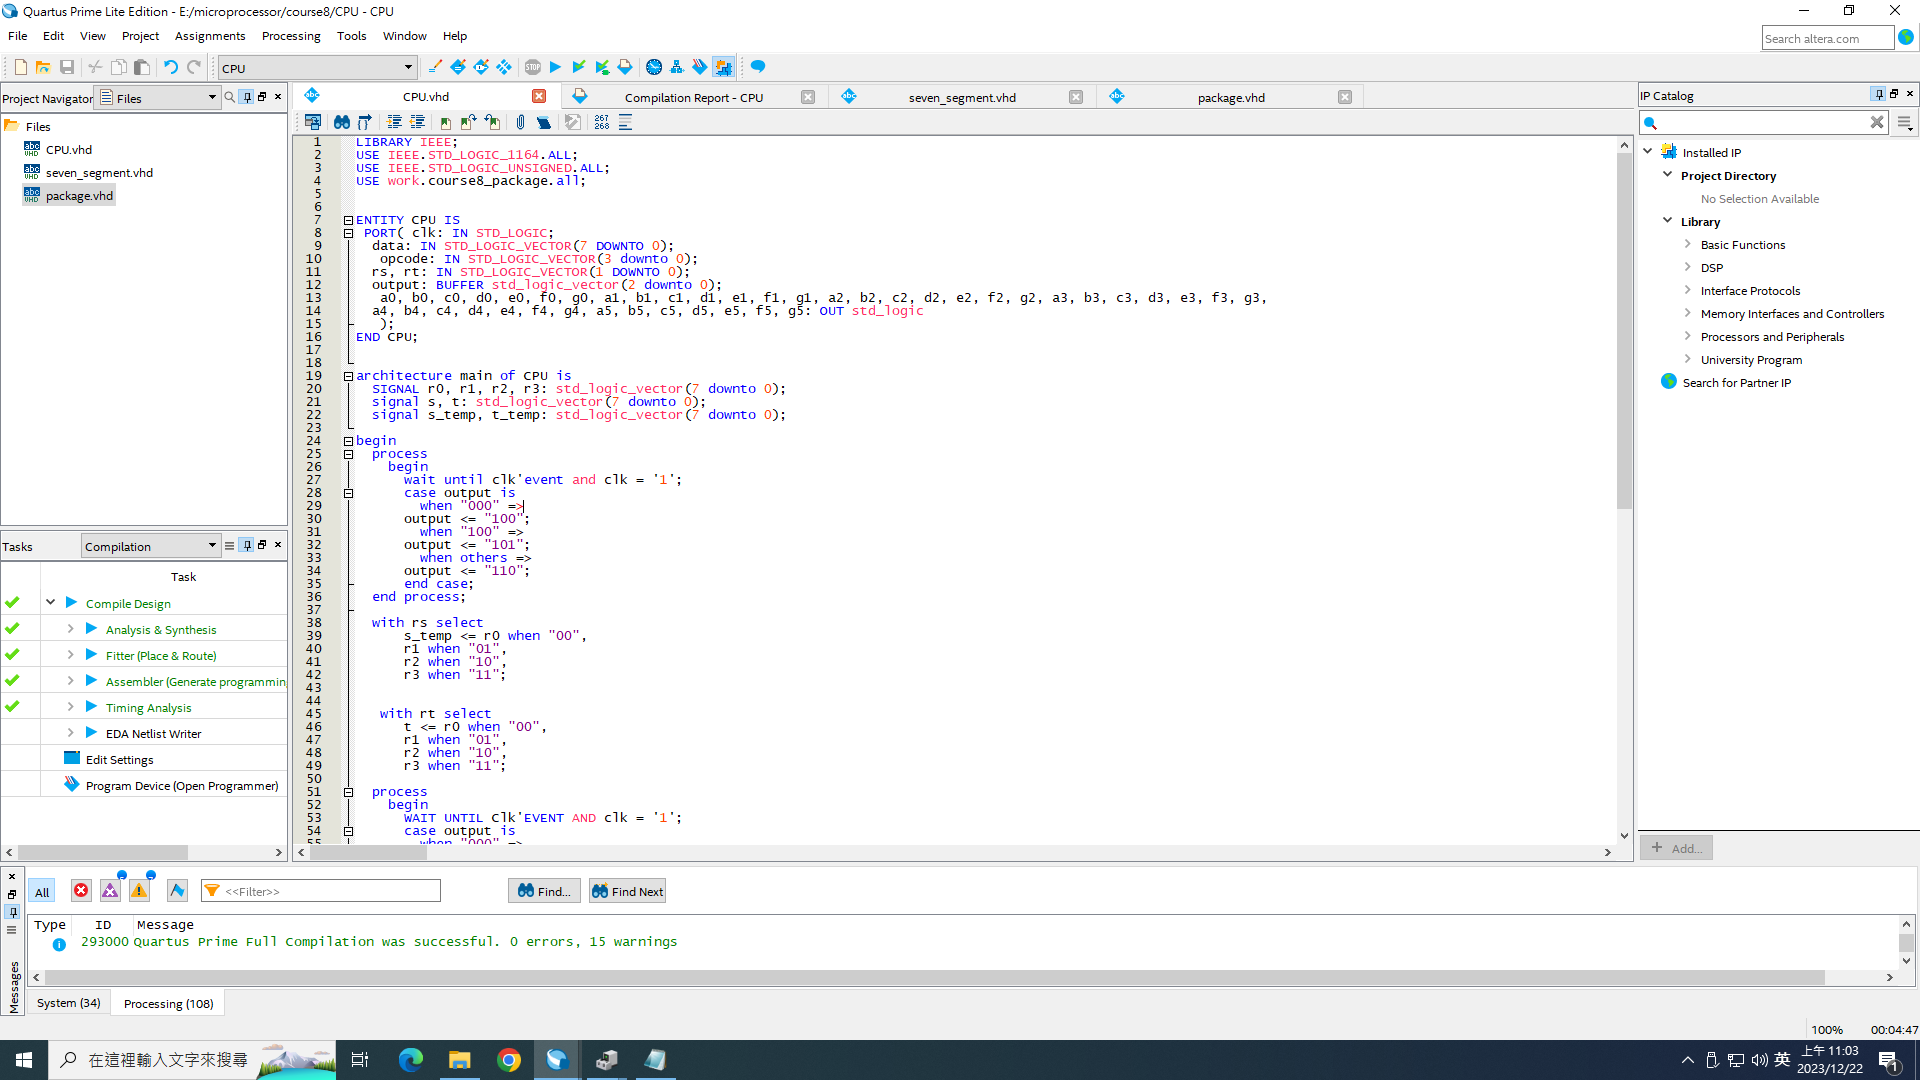 Quartus Prime Lite Edition - E:/microprocessor/course8/CPU - CPU
File Edit View Project Assignments Processing Tools Window Help
Search altera.com
CPU
Project Navigator Files
CPU.vhd
Compilation Report - CPU
seven_segment.vhd
package.vhd
IP Catalog
Files
CPU.vhd
seven_segment.vhd
package.vhd
267
268
1 LIBRARY IEEE;
2 USE IEEE.STD_LOGIC_1164.ALL;
3 USE IEEE.STD_LOGIC_UNSIGNED.ALL;
4 USE work.course8_package.all;
5
6
7 ENTITY CPU IS
8 PORT( clk: IN STD_LOGIC;
9 data: IN STD_LOGIC_VECTOR(7 DOWNTO 0);
10 opcode: IN STD_LOGIC_VECTOR(3 downto 0);
11 rs, rt: IN STD_LOGIC_VECTOR(1 DOWNTO 0);
12 output: BUFFER std_logic_vector(2 downto 0);
13 a0, b0, c0, d0, e0, f0, g0, a1, b1, c1, d1, e1, f1, g1, a2, b2, c2, d2, e2, f2, g2, a3, b3, c3, d3, e3, f3, g3,
14 a4, b4, c4, d4, e4, f4, g4, a5, b5, c5, d5, e5, f5, g5: OUT std_logic
15 );
16 END CPU;
17
18
19 architecture main of CPU is
20 SIGNAL r0, r1, r2, r3: std_logic_vector(7 downto 0);
21 signal s, t: std_logic_vector(7 downto 0);
22 signal s_temp, t_temp: std_logic_vector(7 downto 0);
23
24 begin
25 process
26 begin
27 wait until clk'event and clk = '1';
28 case output is
29 when "000" =>
30 output <= "100";
31 when "100" =>
32 output <= "101";
33 when others =>
34 output <= "110";
35 end case;
36 end process;
37
38 with rs select
39 s_temp <= r0 when "00",
40 r1 when "01",
41 r2 when "10",
42 r3 when "11";
43
44
45 with rt select
46 t <= r0 when "00",
47 r1 when "01",
48 r2 when "10",
49 r3 when "11";
50
51 process
52 begin
53 WAIT UNTIL Clk'EVENT AND clk = '1';
54 case output is
55 when "000" =>
Installed IP
Project Directory
No Selection Available
Library
Basic Functions
DSP
Interface Protocols
Memory Interfaces and Controllers
Processors and Peripherals
University Program
Search for Partner IP
+ Add...
Tasks Compilation
Task
Compile Design
Analysis & Synthesis
Fitter (Place & Route)
Assembler (Generate programmin
Timing Analysis
EDA Netlist Writer
Edit Settings
Program Device (Open Programmer)
All <<Filter>> Find... Find Next
Type ID Message
293000 Quartus Prime Full Compilation was successful. 0 errors, 15 warnings
Messages
System (34) Processing (108)
100% 00:04:47
在這裡輸入文字來搜尋
英
上午 11:03
2023/12/22
1